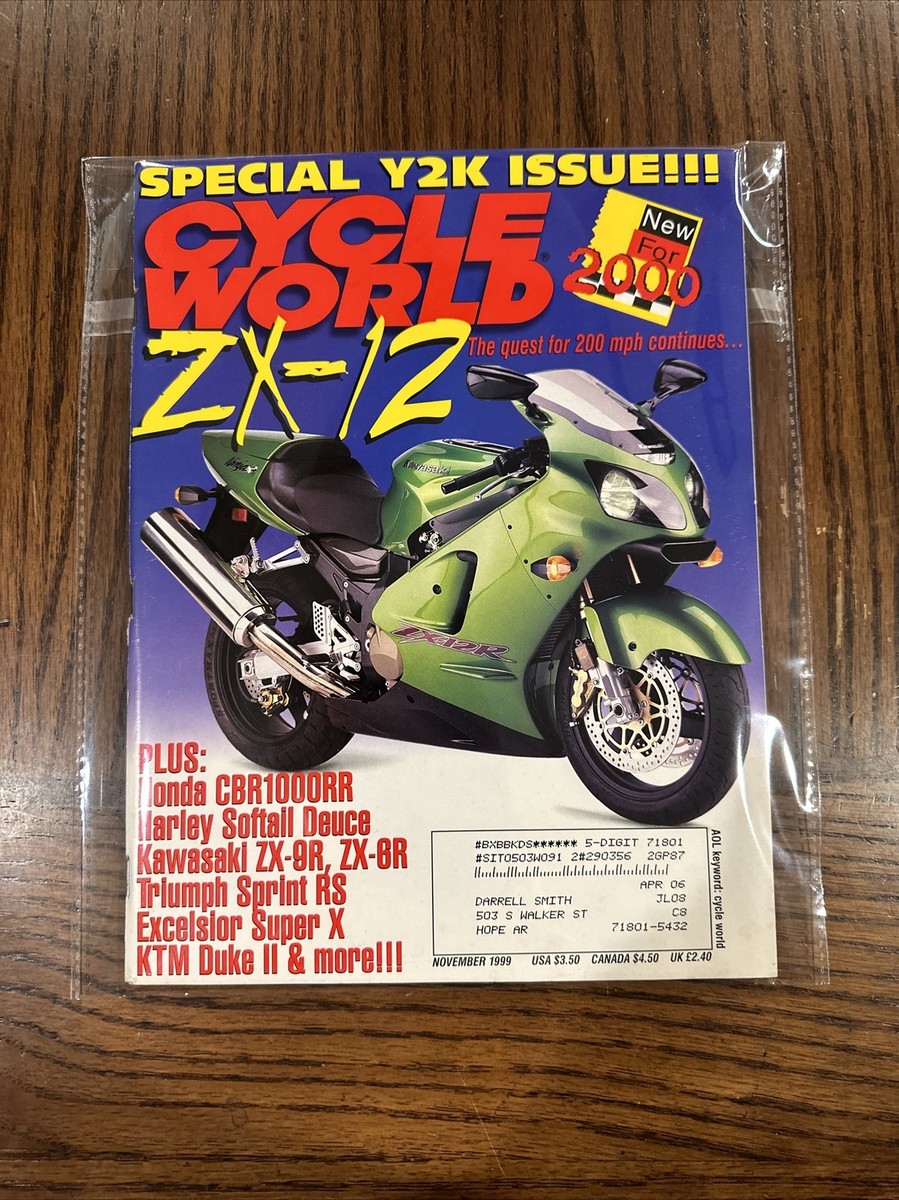 SPECIAL Y2K ISSUE!!!
CYCLE
WORLD®
New
For
2000
ZX-12
The quest for 200 mph continues...
Ninja
Kawasaki
ZX-12R
PLUS:
Honda CBR1000RR
Harley Softail Deuce
Kawasaki ZX-9R, ZX-6R
Triumph Sprint RS
Excelsior Super X
KTM Duke II & more!!!
#BXBBKDS****** 5-DIGIT 71801
#SIT0503W091 2#290356 2GP87
APR 06
DARRELL SMITH JL08
503 S WALKER ST C8
HOPE AR 71801-5432
AOL keyword: cycle world
NOVEMBER 1999 USA $3.50 CANADA $4.50 UK £2.40